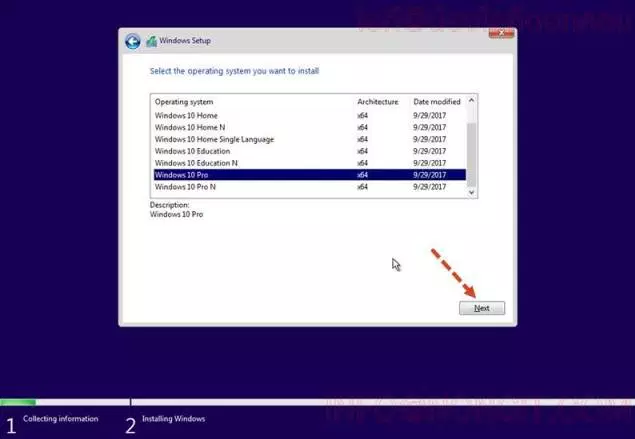 Windows Setup
Select the operating system you want to install
Operating system Architecture Date modified
Windows 10 Home x64 9/29/2017
Windows 10 Home N x64 9/29/2017
Windows 10 Home Single Language x64 9/29/2017
Windows 10 Education x64 9/29/2017
Windows 10 Education N x64 9/29/2017
Windows 10 Pro x64 9/29/2017
Windows 10 Pro N x64 9/29/2017
Description:
Windows 10 Pro
Next
1 Collecting information 2 Installing Windows